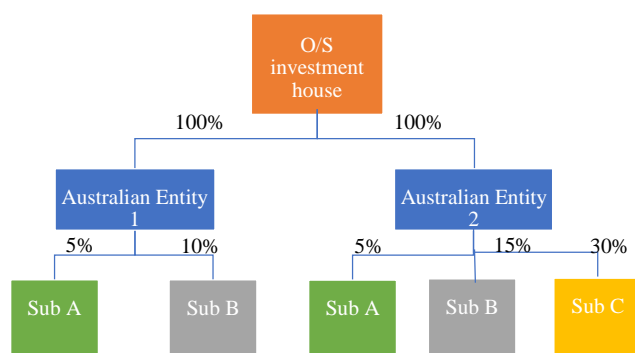 O/S
investment
house
100%
100%
Australian Entity
1
Australian Entity
2
5%
10%
5%
15%
30%
Sub A
Sub B
Sub A
Sub B
Sub C